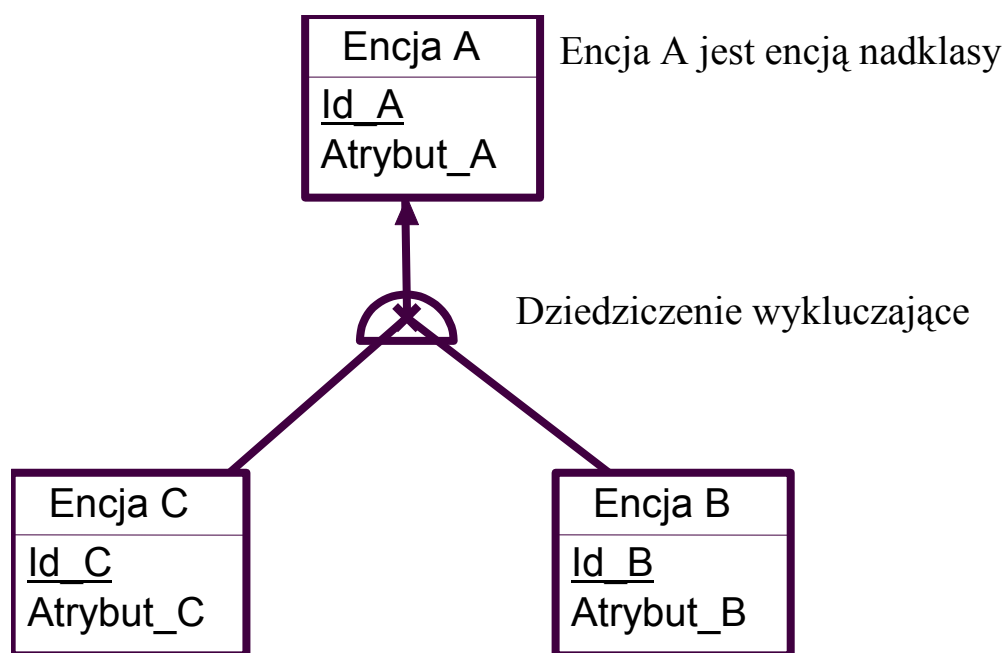 Encja A
Encja A jest encją nadklasy
Id_A
Atrybut_A
Dziedziczenie wykluczające
Encja C
Id_C
Atrybut_C
Encja B
Id_B
Atrybut_B